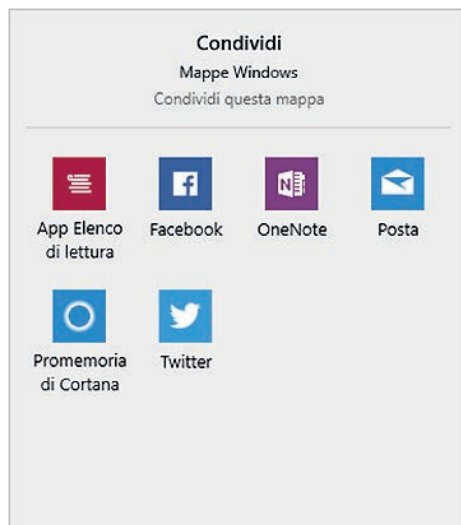 Condividi
Mappe Windows
Condividi questa mappa
App Elenco
di lettura
Facebook
OneNote
Posta
Promemoria
di Cortana
Twitter